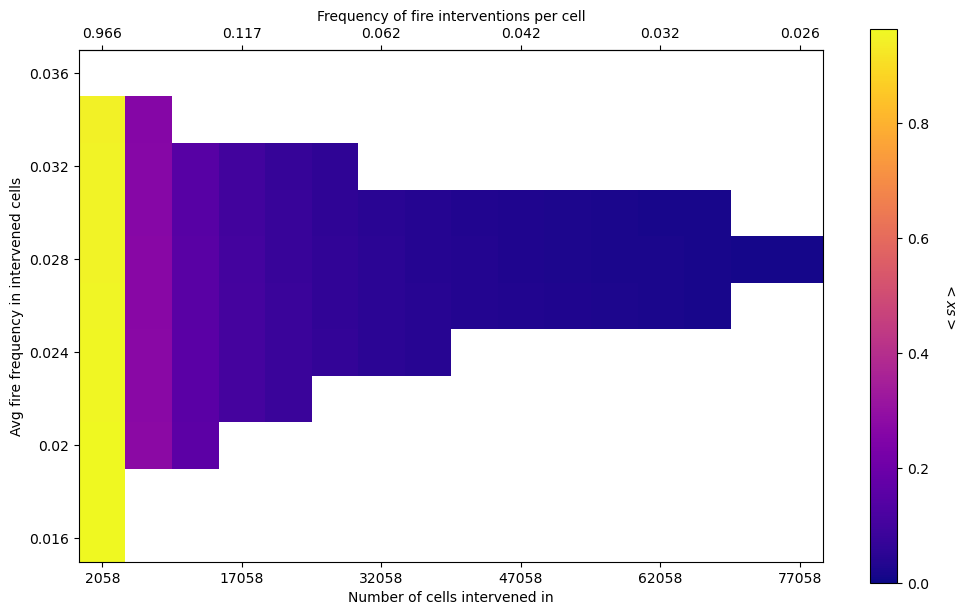 Frequency of fire interventions per cell
0.966 0.117 0.062 0.042 0.032 0.026
Avg fire frequency in intervened cells
0.036
0.032
0.028
0.024
0.02
0.016
2058 17058 32058 47058 62058 77058
Number of cells intervened in
0.8
0.6
0.4
0.2
0.0
< sx >